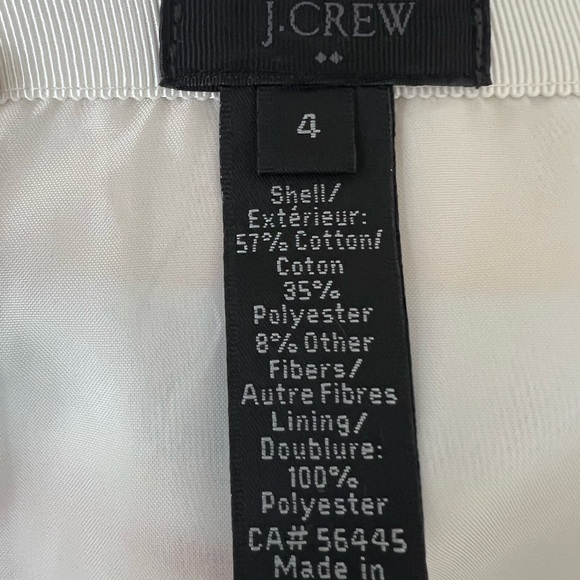 J.CREW
4
Shell/
Extérieur:
57% Cotton/
Coton
35%
Polyester
8% Other
Fibers/
Autre Fibres
Lining/
Doublure:
100%
Polyester
CA# 56445
Made in